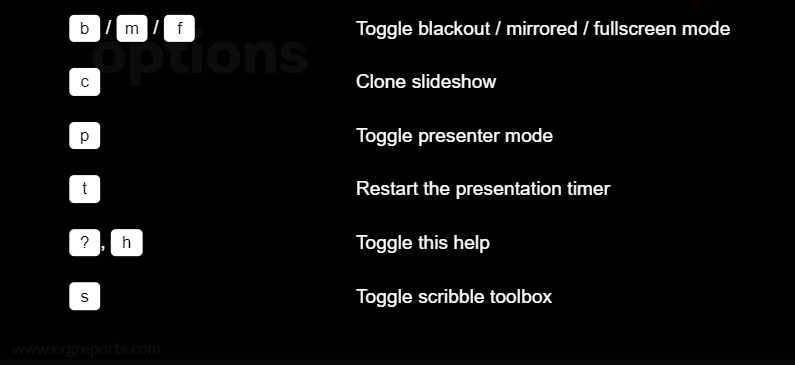 b / m / f Toggle blackout / mirrored / fullscreen mode
options
c Clone slideshow
p Toggle presenter mode
t Restart the presentation timer
?, h Toggle this help
s Toggle scribble toolbox
www.ergreports.com